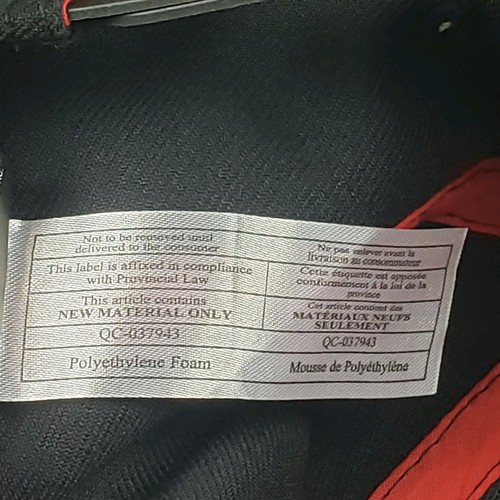 Not to be removed until
delivered to the consumer
This label is affixed in compliance
with Provincial Law
This article contains
NEW MATERIAL ONLY
QC-037943
Polyethylene Foam
Ne pas enlever avant la
livraison au consommateur
Cette étiquette est apposée
conformément à la loi de la
province
Cet article contient des
MATÉRIAUX NEUFS
SEULEMENT
QC-037943
Mousse de Polyéthylène